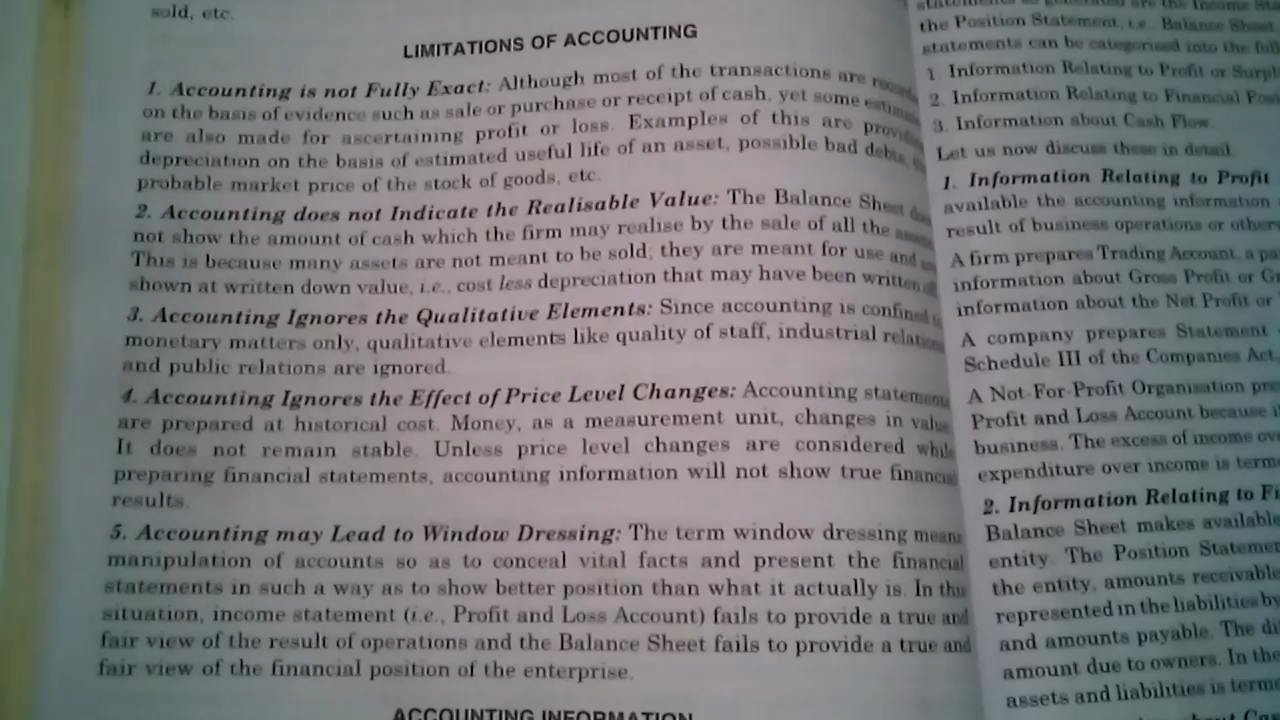 sold, etc.
LIMITATIONS OF ACCOUNTING
1. Accounting is not Fully Exact: Although most of the transactions are
on the basis of evidence such as sale or purchase or receipt of cash, yet some
are also made for ascertaining profit or loss. Examples of this are
depreciation on the basis of estimated useful life of an asset, possible bad debts,
probable market price of the stock of goods, etc.
2. Accounting does not Indicate the Realisable Value: The Balance Sheet
not show the amount of cash which the firm may realise by the sale of all the
This is because many assets are not meant to be sold; they are meant for use and
shown at written down value, i.e., cost less depreciation that may have been written
3. Accounting Ignores the Qualitative Elements: Since accounting is confined
monetary matters only, qualitative elements like quality of staff, industrial
and public relations are ignored.
4. Accounting Ignores the Effect of Price Level Changes: Accounting statements
are prepared at historical cost. Money, as a measurement unit, changes in value
It does not remain stable. Unless price level changes are considered while
preparing financial statements, accounting information will not show true financial
results.
5. Accounting may Lead to Window Dressing: The term window dressing means
manipulation of accounts so as to conceal vital facts and present the financial
statements in such a way as to show better position than what it actually is. In this
situation, income statement (i.e., Profit and Loss Account) fails to provide a true and
fair view of the result of operations and the Balance Sheet fails to provide a true and
fair view of the financial position of the enterprise.
ACCOUNTING INFORMATION
the Position Statement, i.e., Balance Sheet.
statements can be categorised into the
1. Information Relating to Profit or
2. Information Relating to Financial
3. Information about Cash Flow.
Let us now discuss these in detail.
1. Information Relating to Profit
available the accounting information
result of business operations or
A firm prepares Trading Account, a
information about Gross Profit or
information about the Net Profit or
A company prepares Statement
Schedule III of the Companies Act,
A Not-For-Profit Organisation
Profit and Loss Account because
business. The excess of income
expenditure over income is
2. Information Relating to
Balance Sheet makes available
entity. The Position
the entity, amounts receivable
represented in the liabilities by
and amounts payable. The
amount due to owners. In the
assets and liabilities is